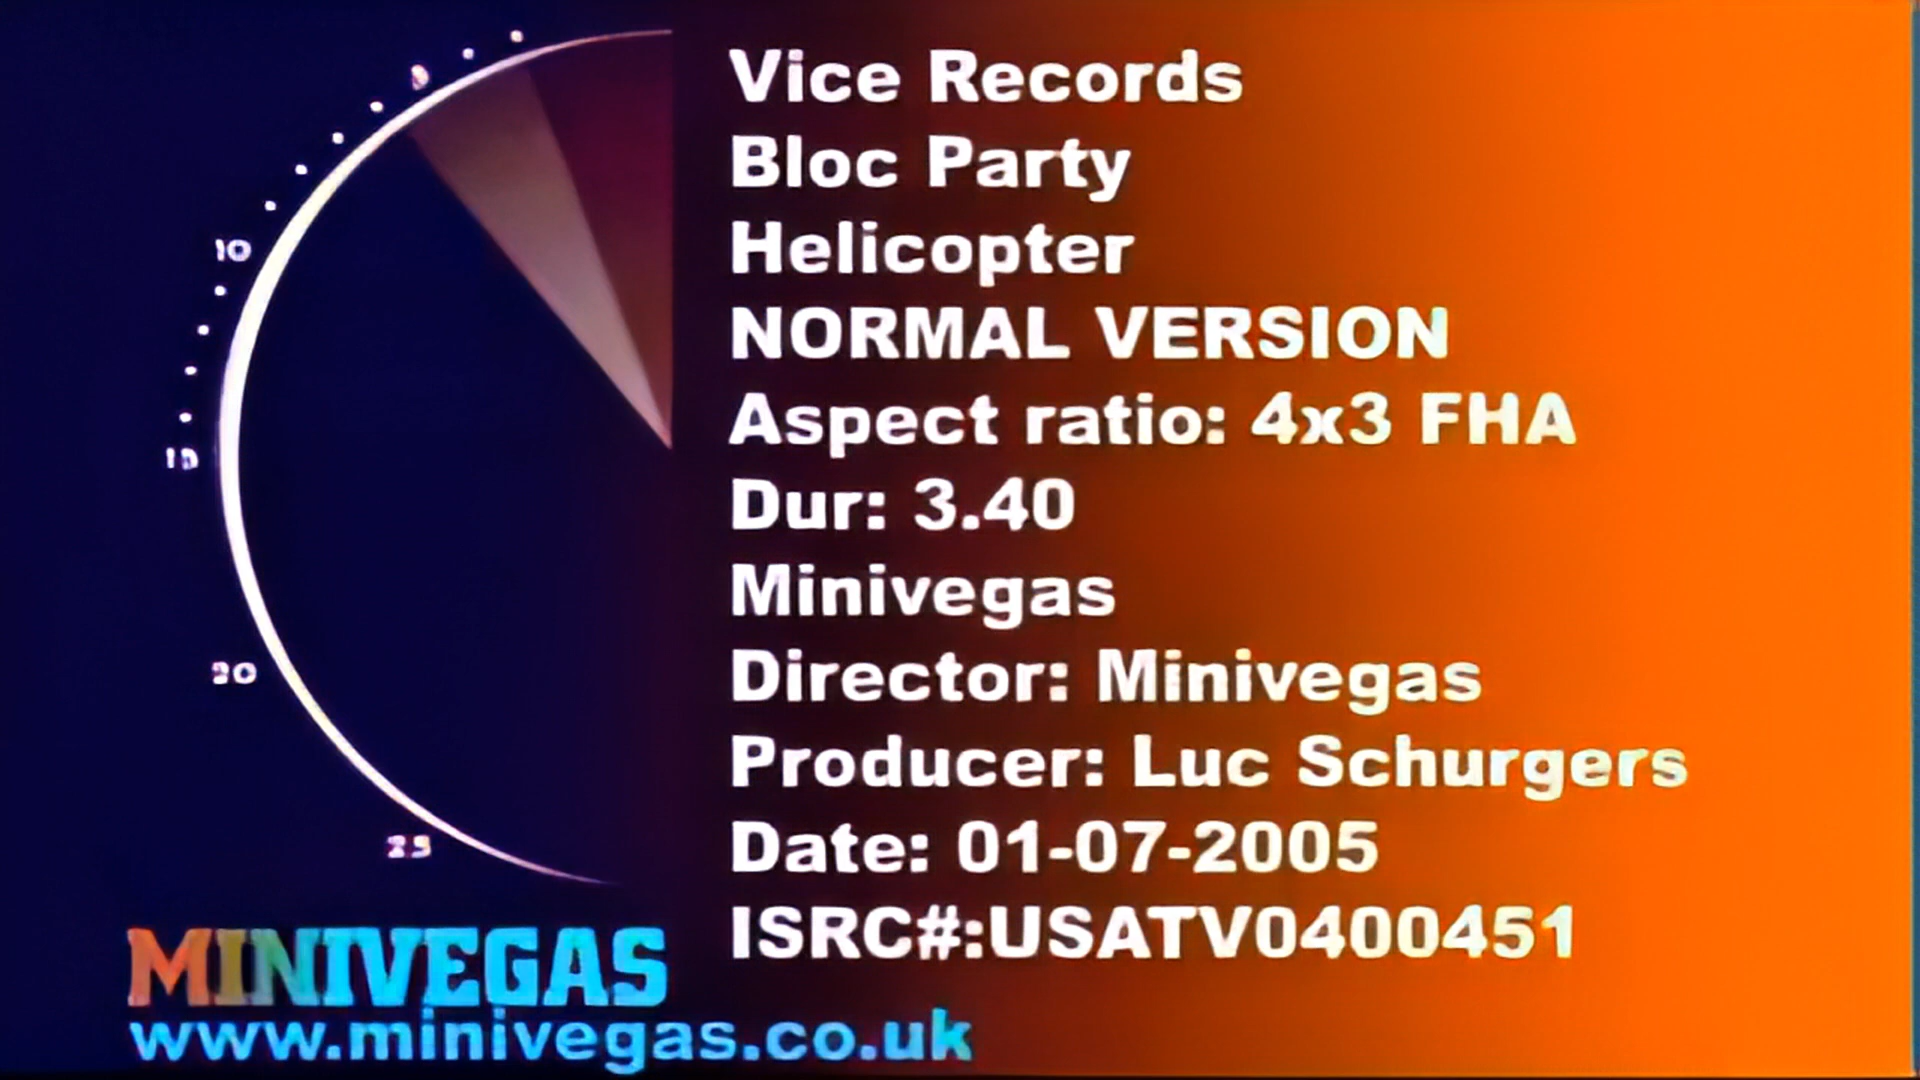 Vice Records
Bloc Party
Helicopter
NORMAL VERSION
Aspect ratio: 4x3 FHA
Dur: 3.40
Minivegas
Director: Minivegas
Producer: Luc Schurgers
Date: 01-07-2005
ISRC#:USATV0400451
5
10
15
20
25
MINIVEGAS
www.minivegas.co.uk